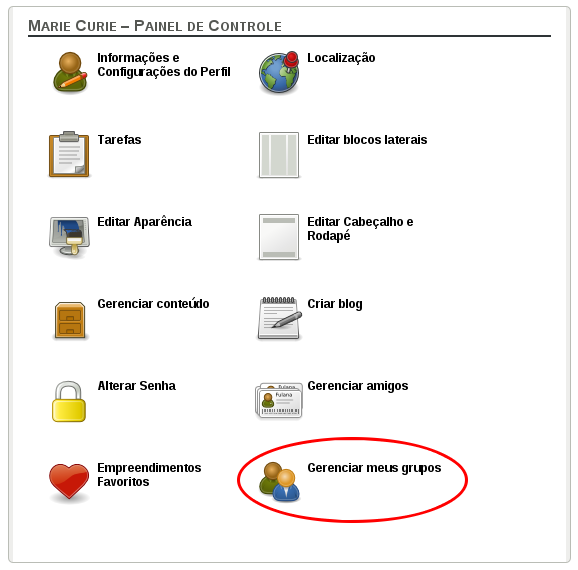 Marie Curie – Painel de Controle
Informações e
Configurações do Perfil
Localização
Tarefas
Editar blocos laterais
Editar Aparência
Editar Cabeçalho e
Rodapé
Gerenciar conteúdo
Criar blog
Alterar Senha
Fulana
Fulana
Gerenciar amigos
Empreendimentos
Favoritos
Gerenciar meus grupos